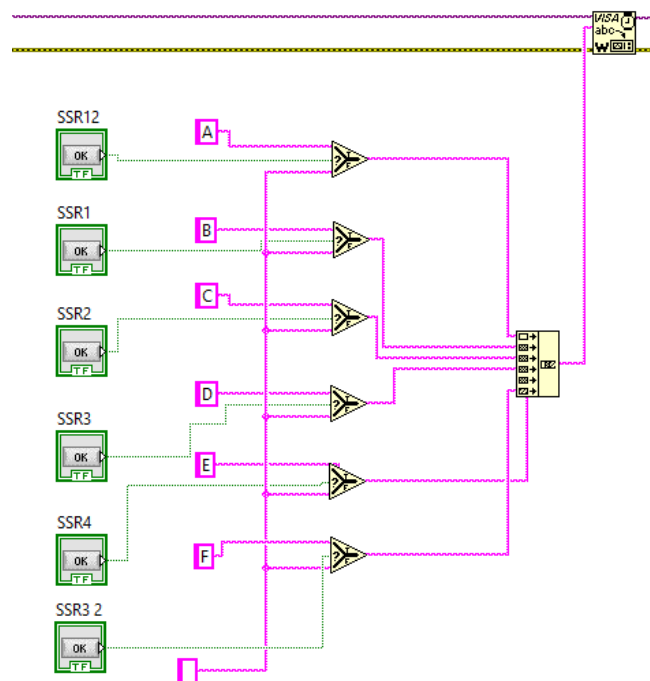 VISA
abc
W
SSR12
A
OK
TF
?
T
F
SSR1
B
OK
TF
?
T
F
SSR2
C
OK
TF
?
T
F
SSR3
D
OK
TF
?
T
F
SSR4
E
OK
TF
?
T
F
SSR3 2
F
OK
TF
?
T
F